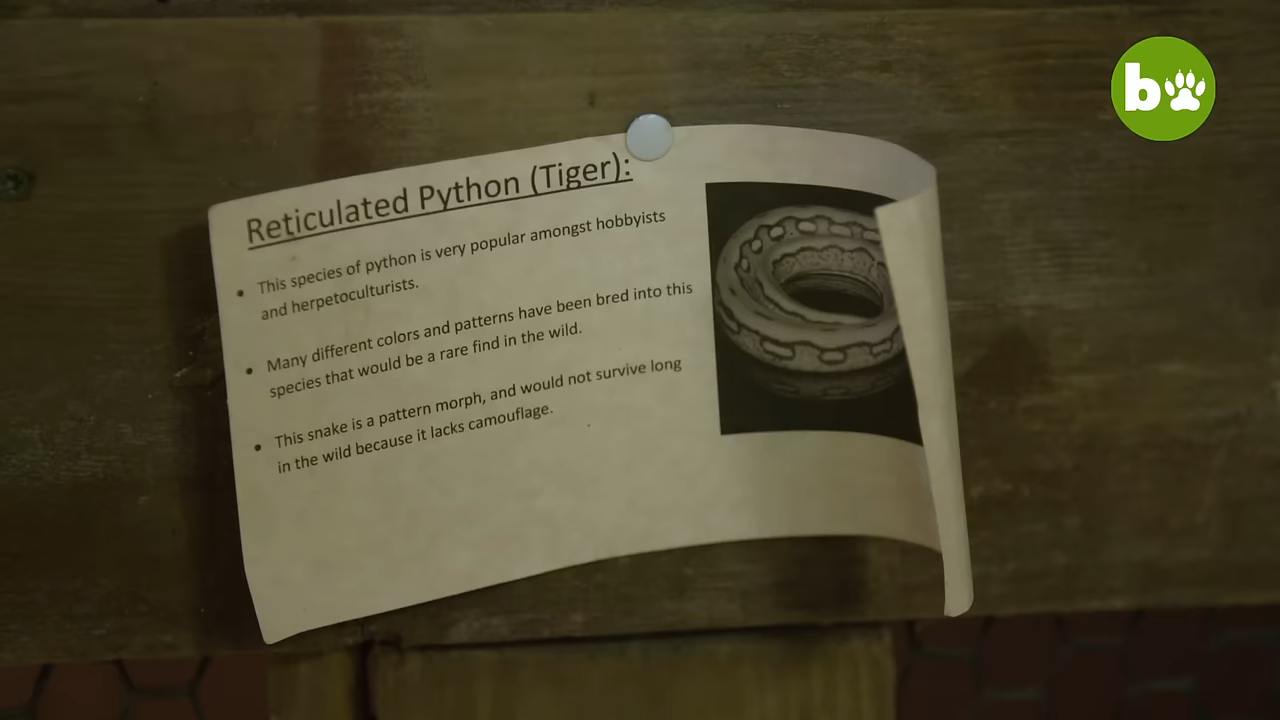 b
Reticulated Python (Tiger):
• This species of python is very popular amongst hobbyists
and herpetoculturists.
• Many different colors and patterns have been bred into this
species that would be a rare find in the wild.
• This snake is a pattern morph, and would not survive long
in the wild because it lacks camouflage.